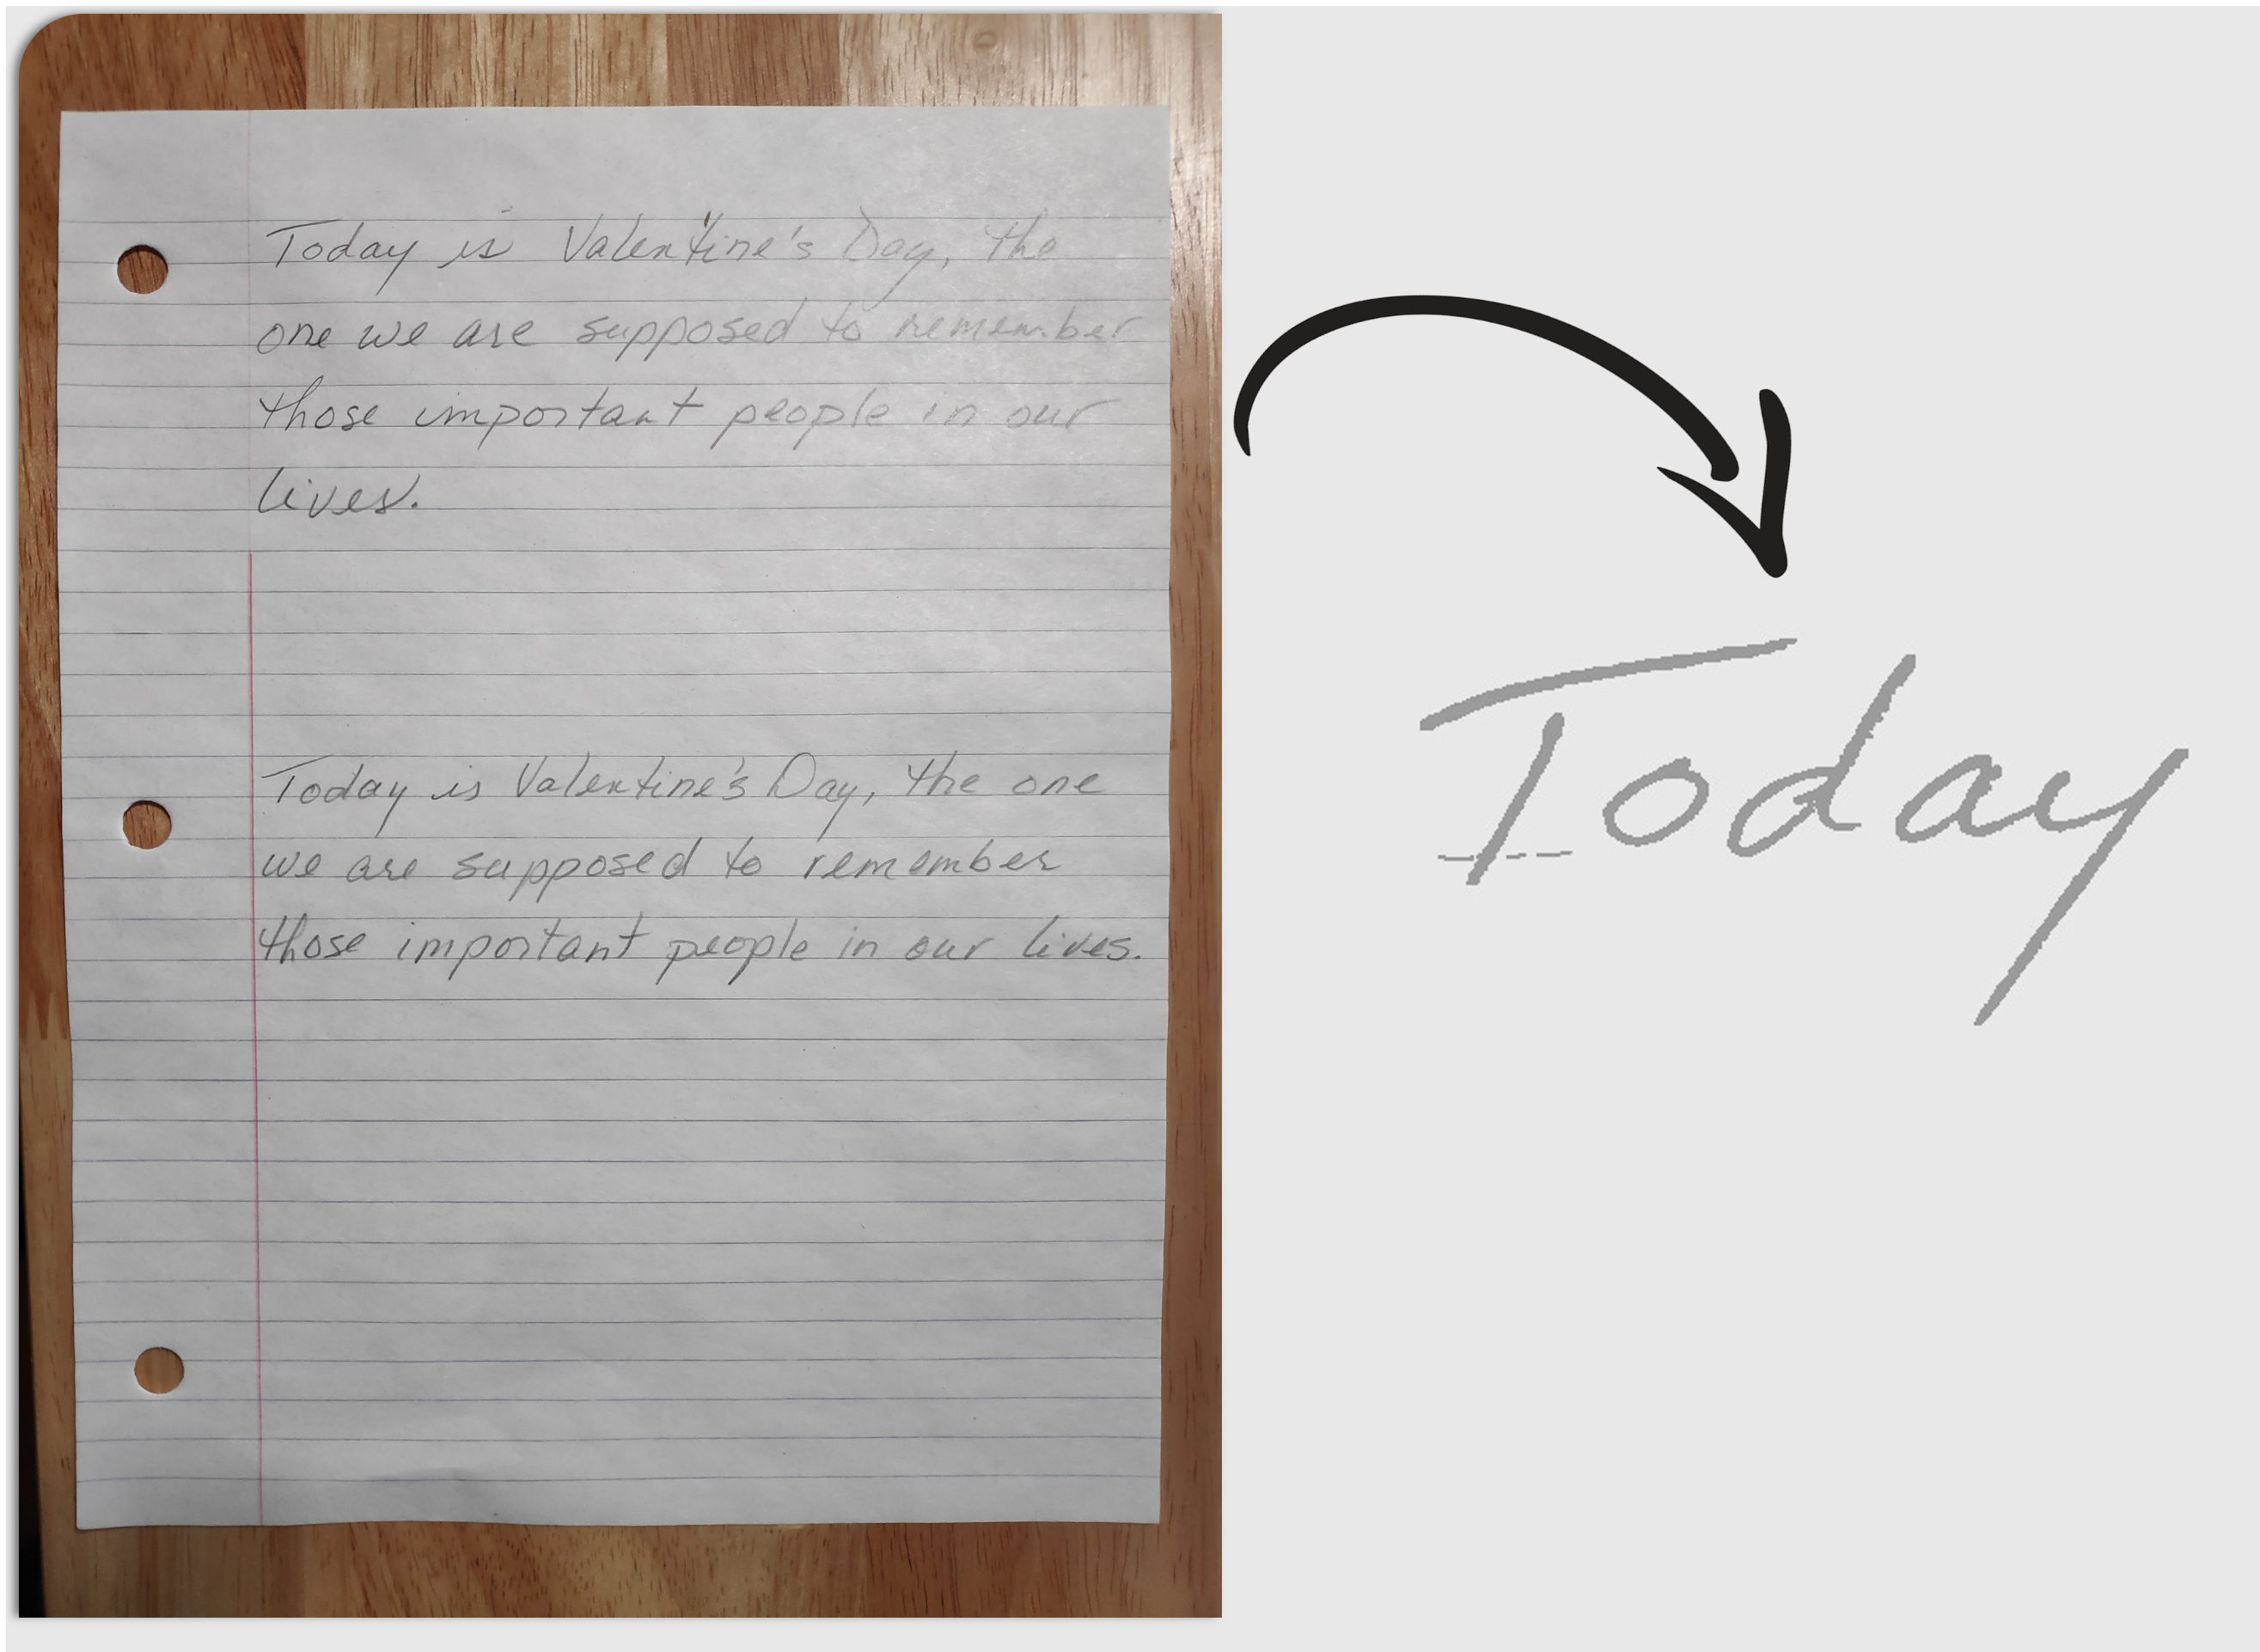 Today is Valentine's Day, the
one we are supposed to remember
those important people in our
lives.
Today is Valentine's Day, the one
we are supposed to remember
those important people in our lives.
Today